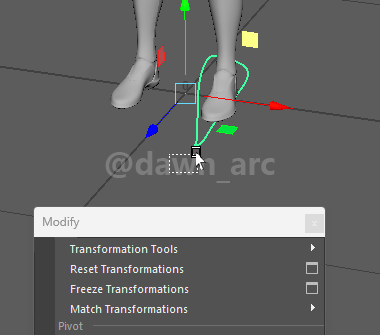 @dawn_arc
Modify
Transformation Tools
Reset Transformations
Freeze Transformations
Match Transformations
Pivot